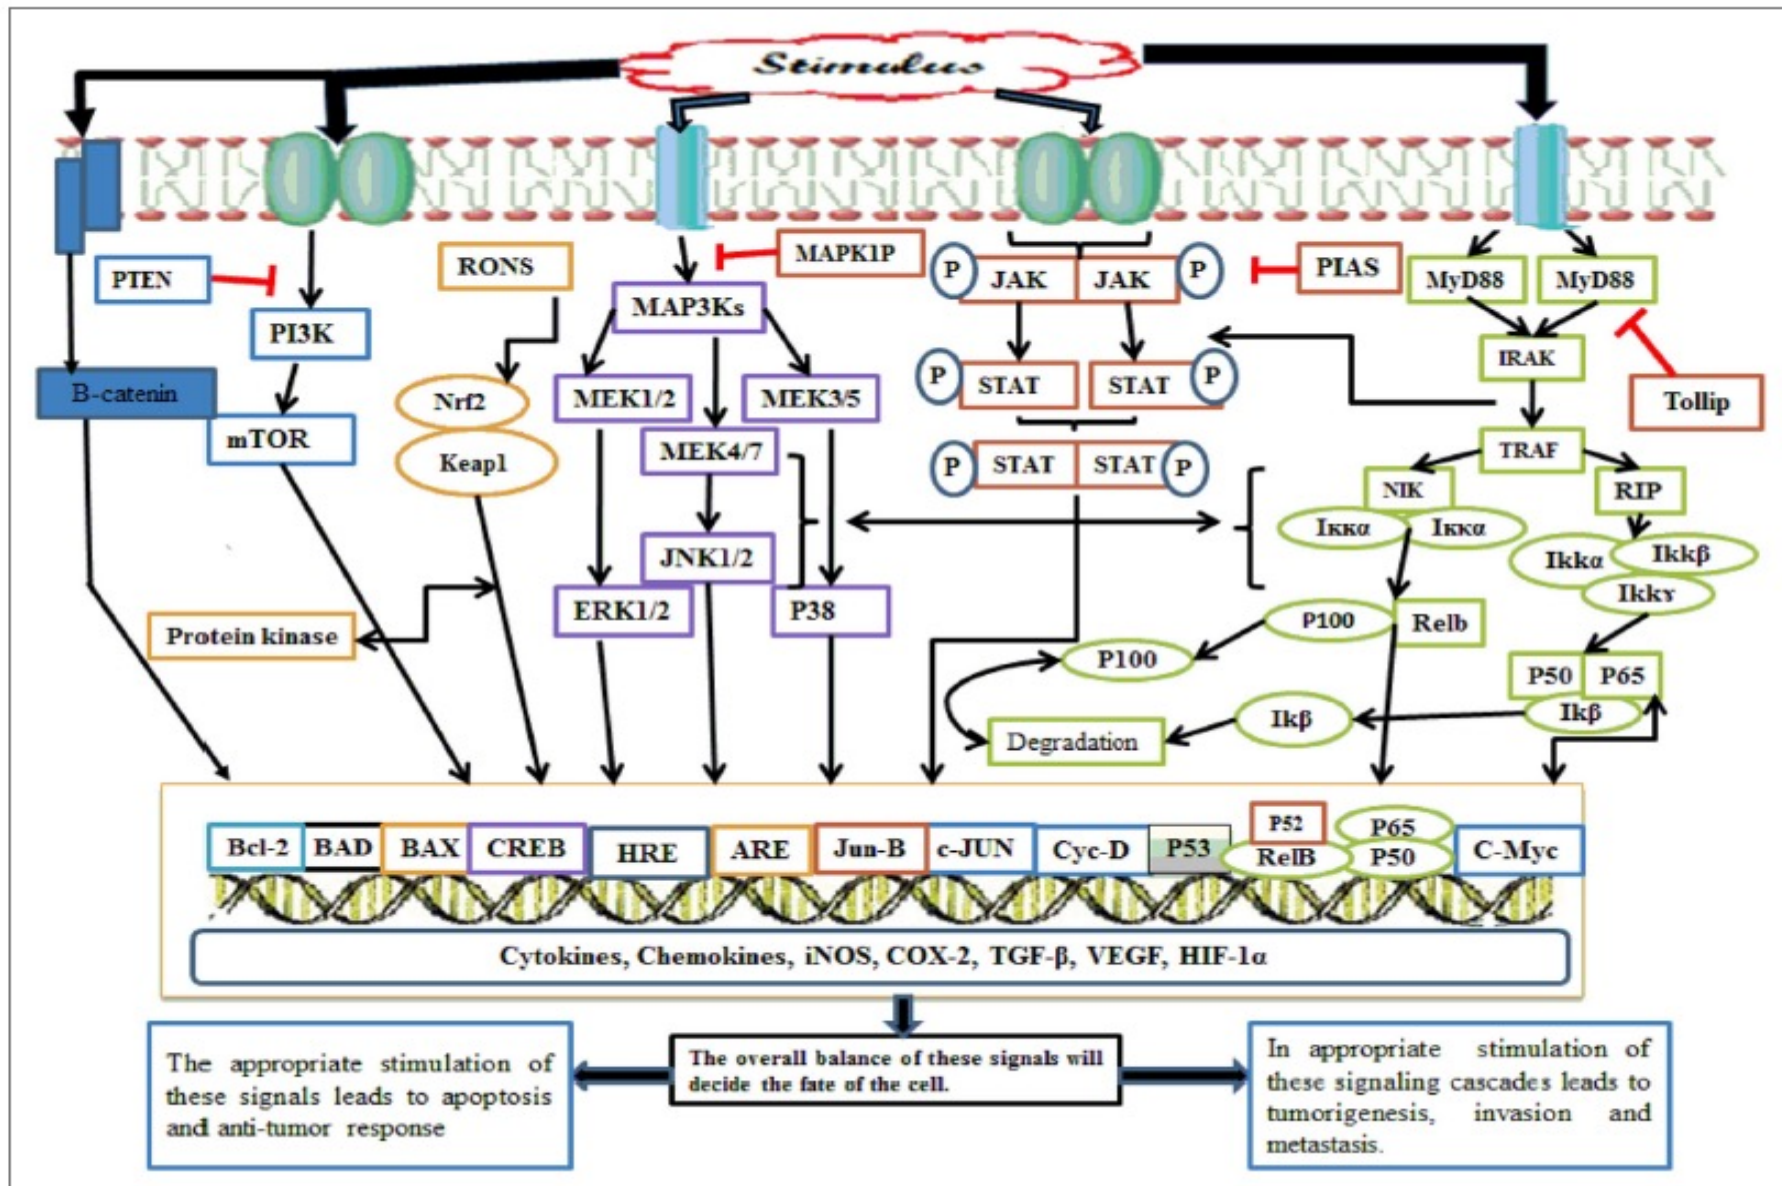 Stimulus
PTEN
RONS
MAPK1P
P
JAK
JAK
P
PIAS
MyD88
MyD88
PI3K
MAP3Ks
IRAK
B-catenin
Nrf2
MEK1/2
MEK3/5
P
STAT
STAT
P
Tollip
mTOR
Keap1
MEK4/7
P
STAT
STAT
P
TRAF
NIK
RIP
Iκκα
Iκκα
JNK1/2
Ikkα
Ikkβ
Ikkɤ
ERK1/2
P38
Protein kinase
P100
Relb
P100
P50
P65
Ikβ
Ikβ
Degradation
Bcl-2
BAD
BAX
CREB
HRE
ARE
Jun-B
c-JUN
Cyc-D
P53
P52
RelB
P65
P50
C-Myc
Cytokines, Chemokines, iNOS, COX-2, TGF-β, VEGF, HIF-1α
The appropriate stimulation of
these signals leads to apoptosis
and anti-tumor response
The overall balance of these signals will
decide the fate of the cell.
In appropriate stimulation of
these signaling cascades leads to
tumorigenesis, invasion and
metastasis.